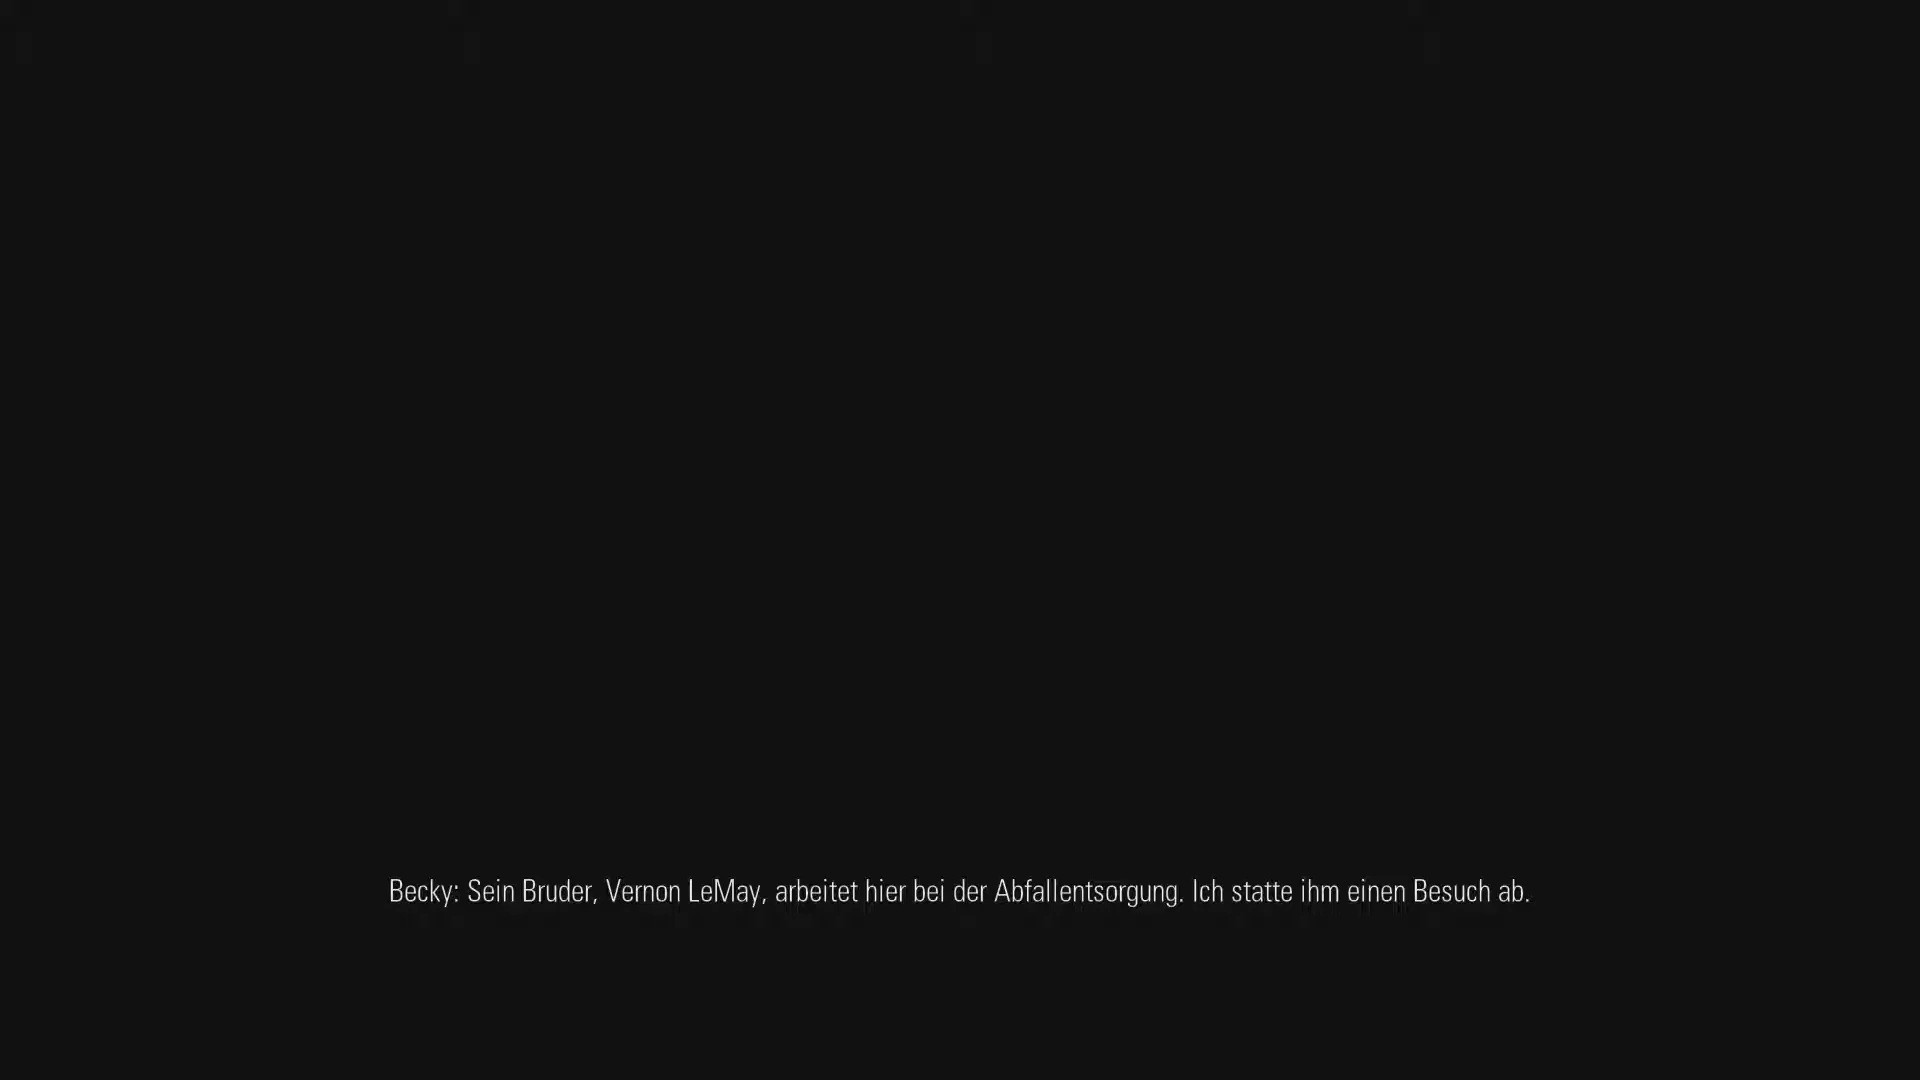 Becky: Sein Bruder, Vernon LeMay, arbeitet hier bei der Abfallentsorgung. Ich statte ihm einen Besuch ab.